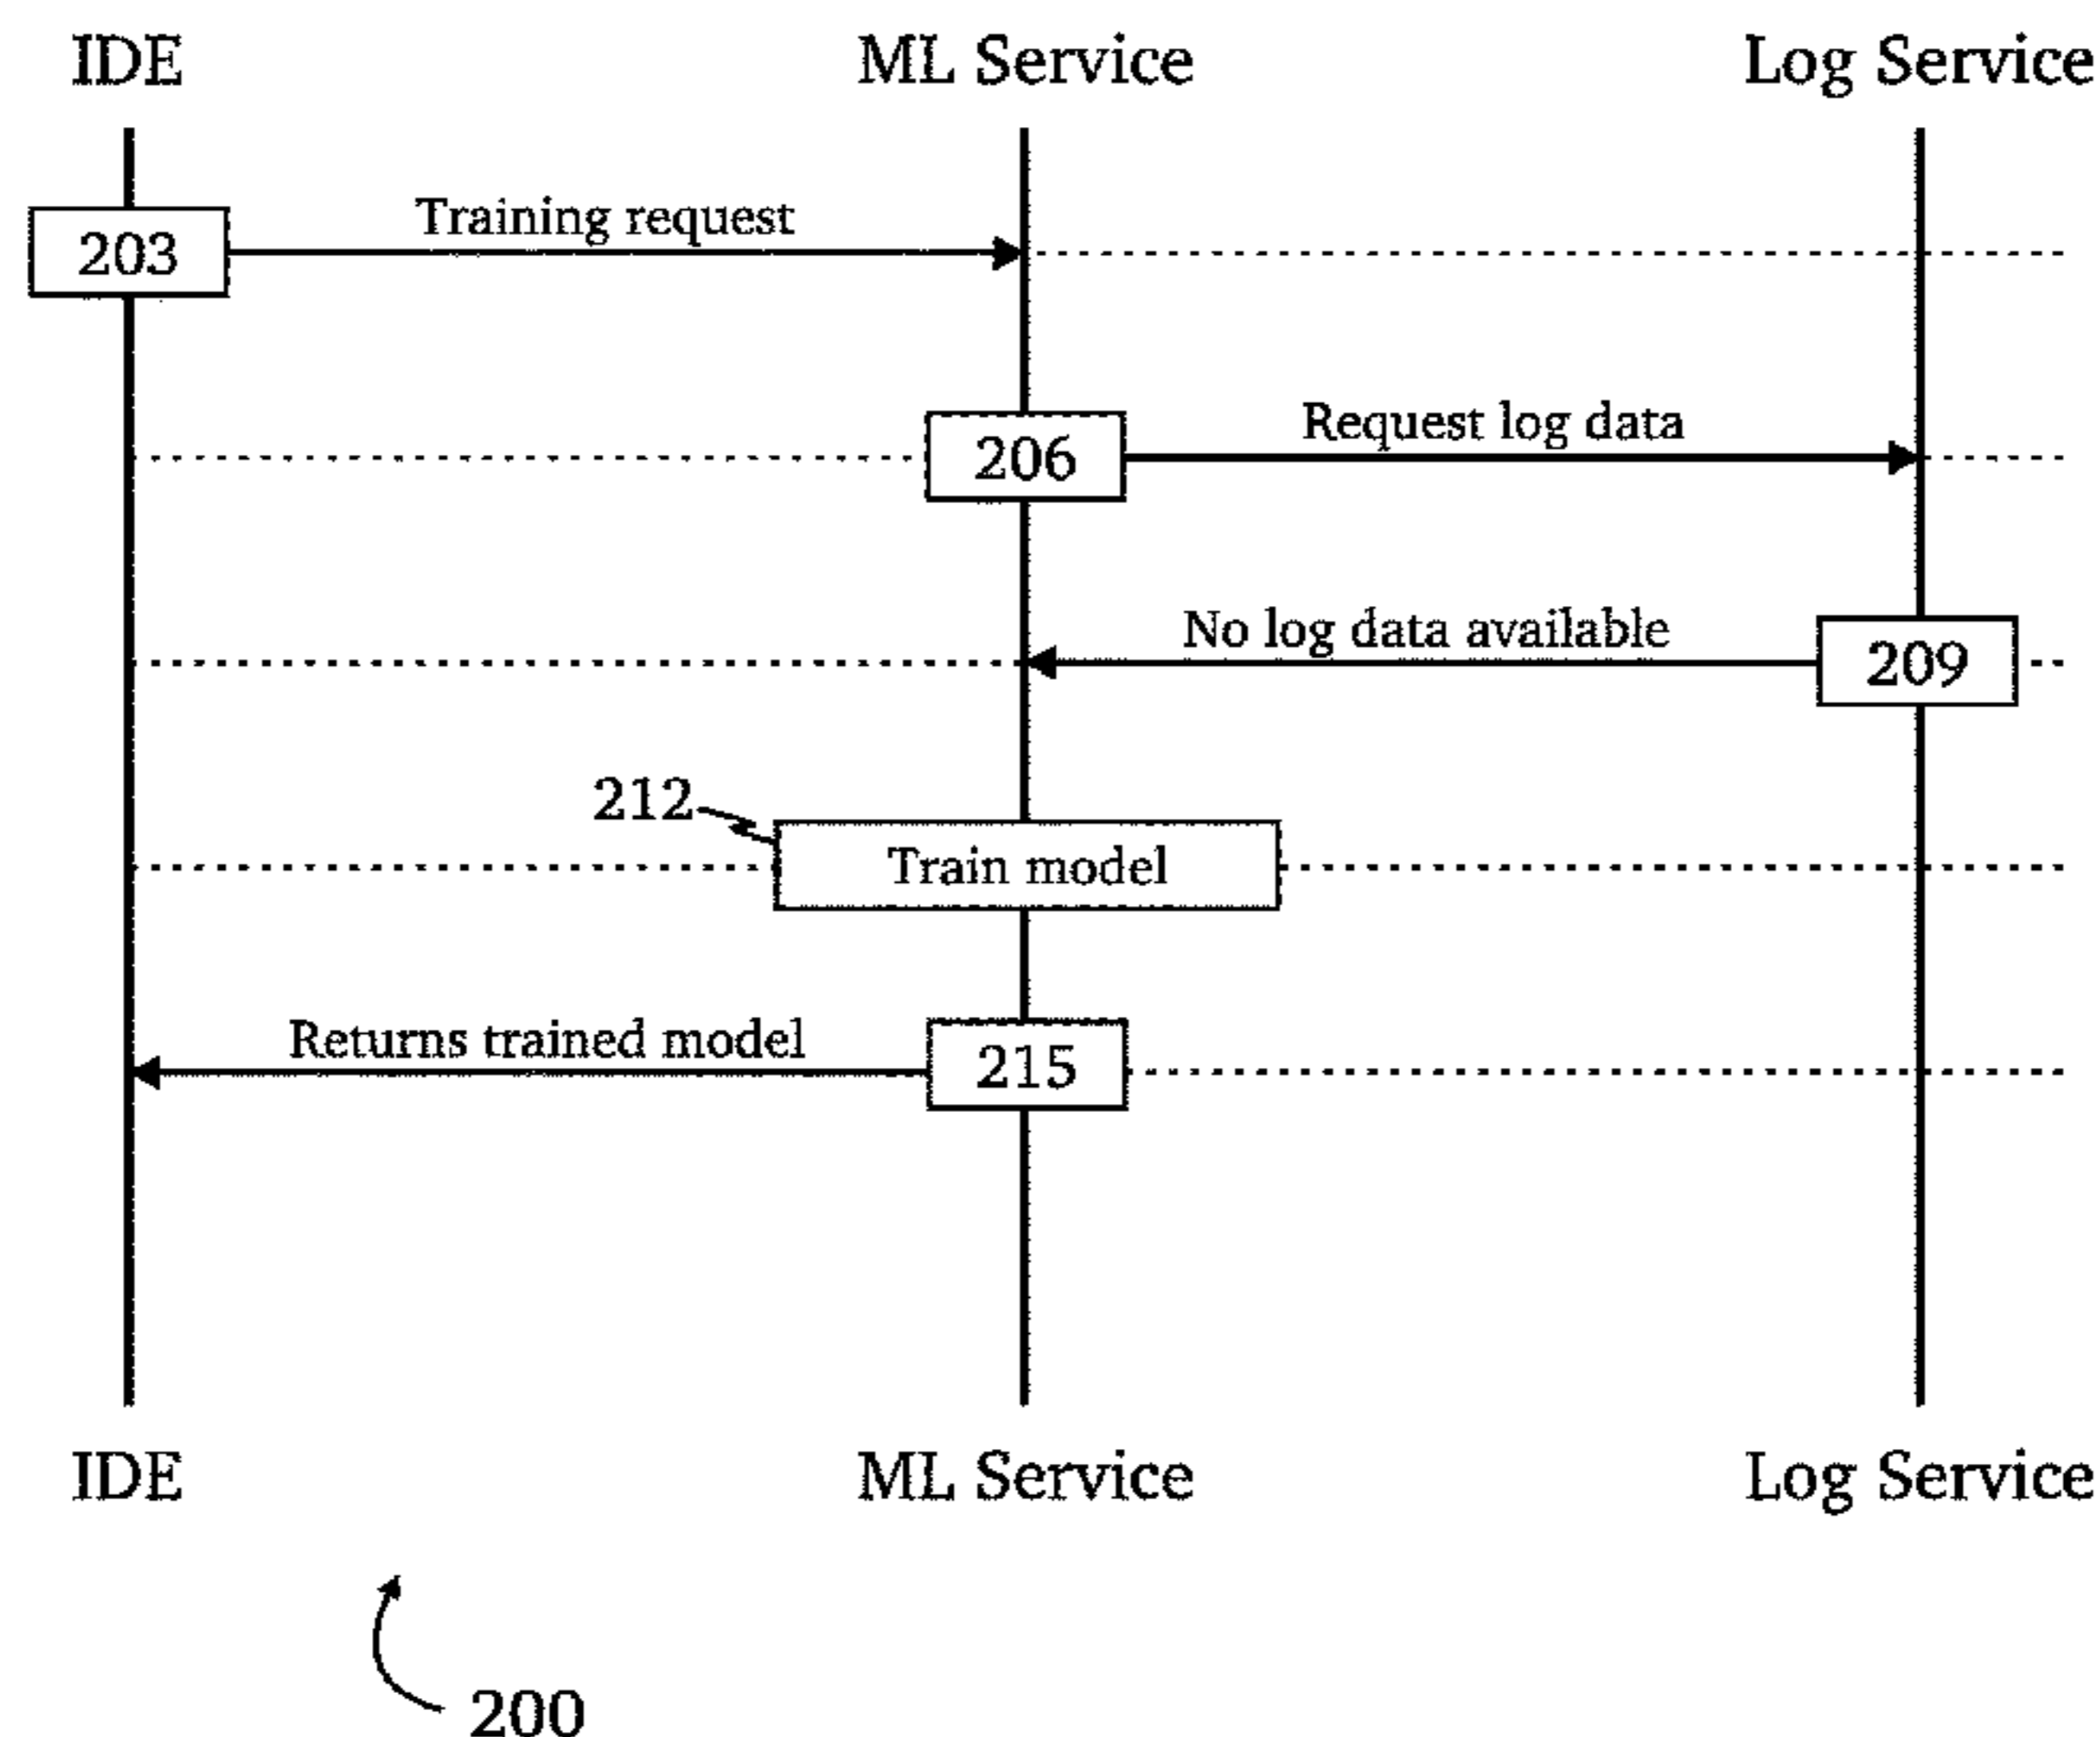 IDE
ML Service
Log Service
Training request
203
Request log data
206
No log data available
209
212
Train model
Returns trained model
215
IDE
ML Service
Log Service
200